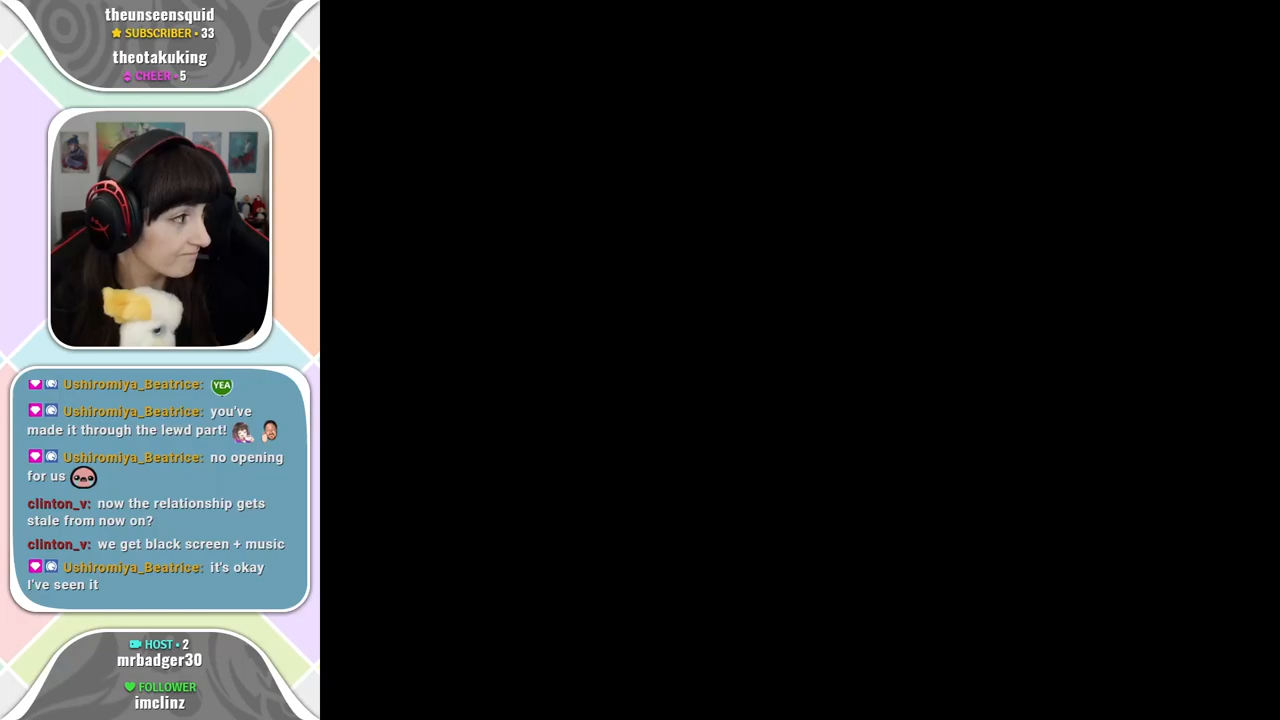 theunseensquid
SUBSCRIBER • 33
theotakuking
CHEER • 5
Ushiromiya_Beatrice: YEA
Ushiromiya_Beatrice: you've
made it through the lewd part!
Ushiromiya_Beatrice: no opening
for us
clinton_v: now the relationship gets
stale from now on?
clinton_v: we get black screen + music
Ushiromiya_Beatrice: it's okay
I've seen it
HOST • 2
mrbadger30
FOLLOWER
imclinz